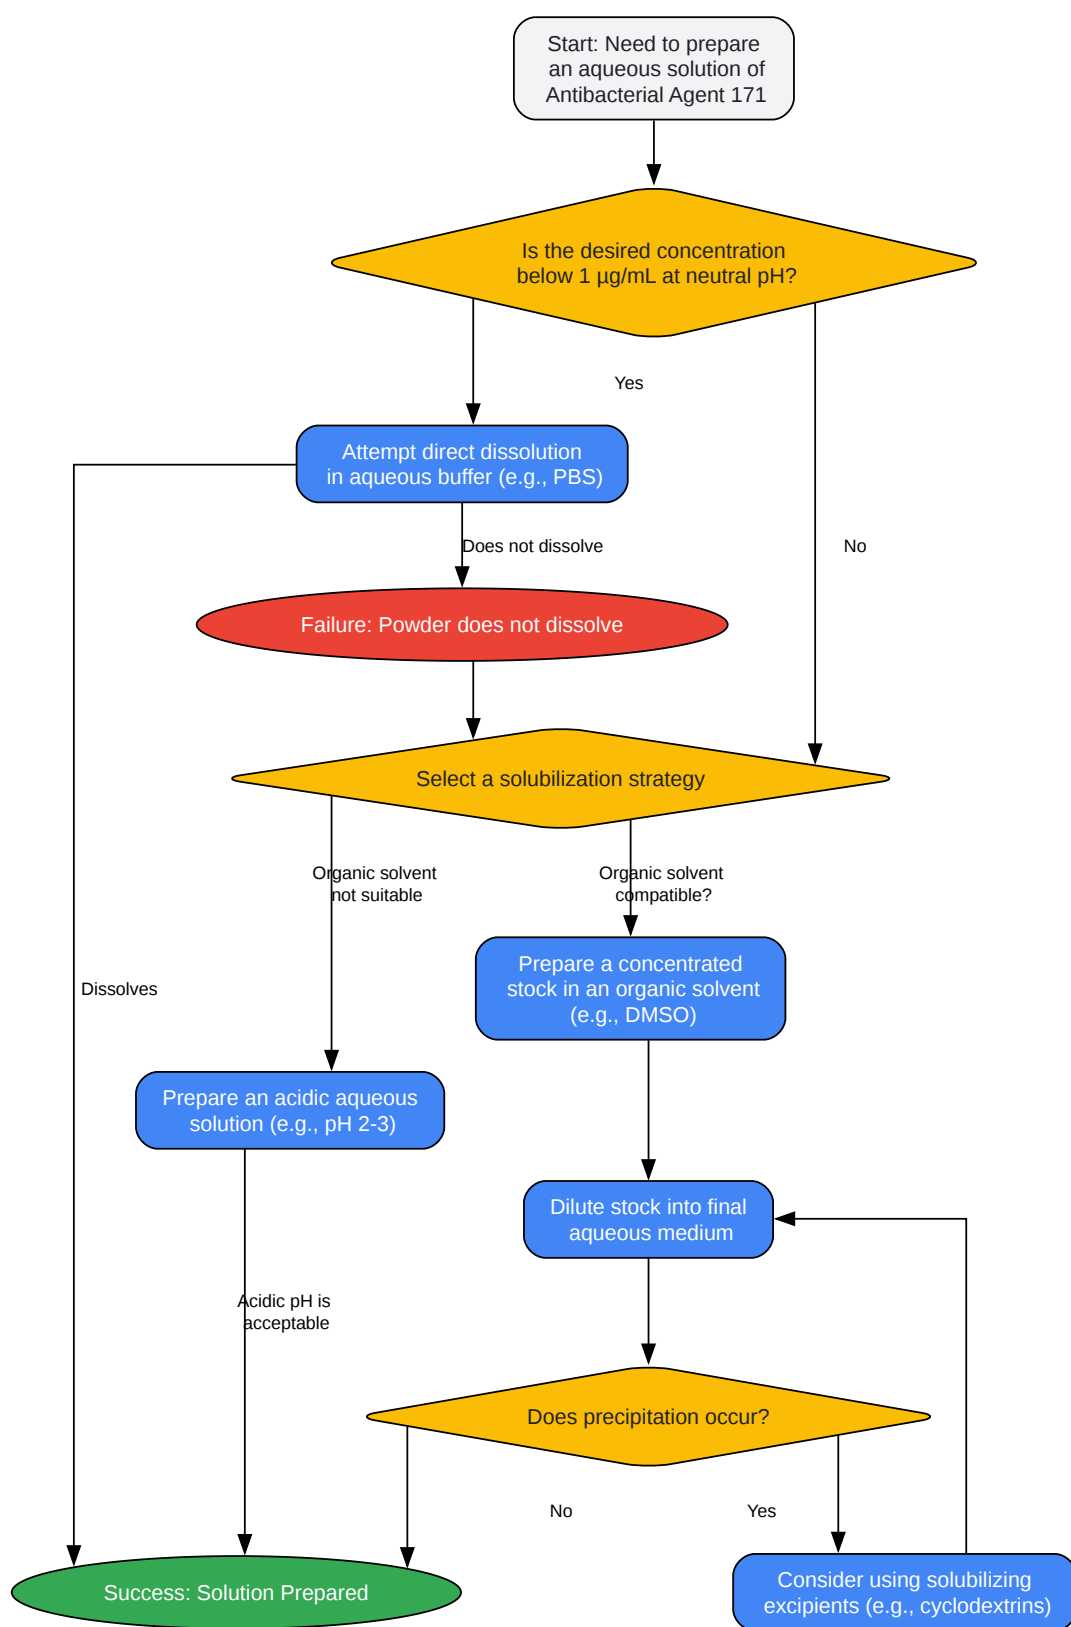 Start: Need to prepare
an aqueous solution of
Antibacterial Agent 171
Is the desired concentration
below 1 µg/mL at neutral pH?
Yes
Attempt direct dissolution
in aqueous buffer (e.g., PBS)
Does not dissolve
No
Failure: Powder does not dissolve
Select a solubilization strategy
Organic solvent
not suitable
Organic solvent
compatible?
Prepare a concentrated
stock in an organic solvent
(e.g., DMSO)
Dissolves
Prepare an acidic aqueous
solution (e.g., pH 2-3)
Dilute stock into final
aqueous medium
Acidic pH is
acceptable
Does precipitation occur?
No
Yes
Success: Solution Prepared
Consider using solubilizing
excipients (e.g., cyclodextrins)